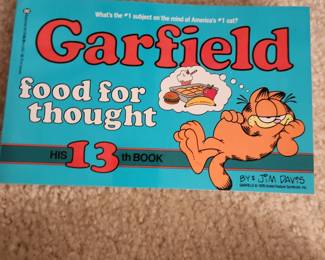 What's the #1 subject on the mind of America's #1 cat?
Garfield
food for
thought
HIS 13th BOOK
BY: JIM DAVIS